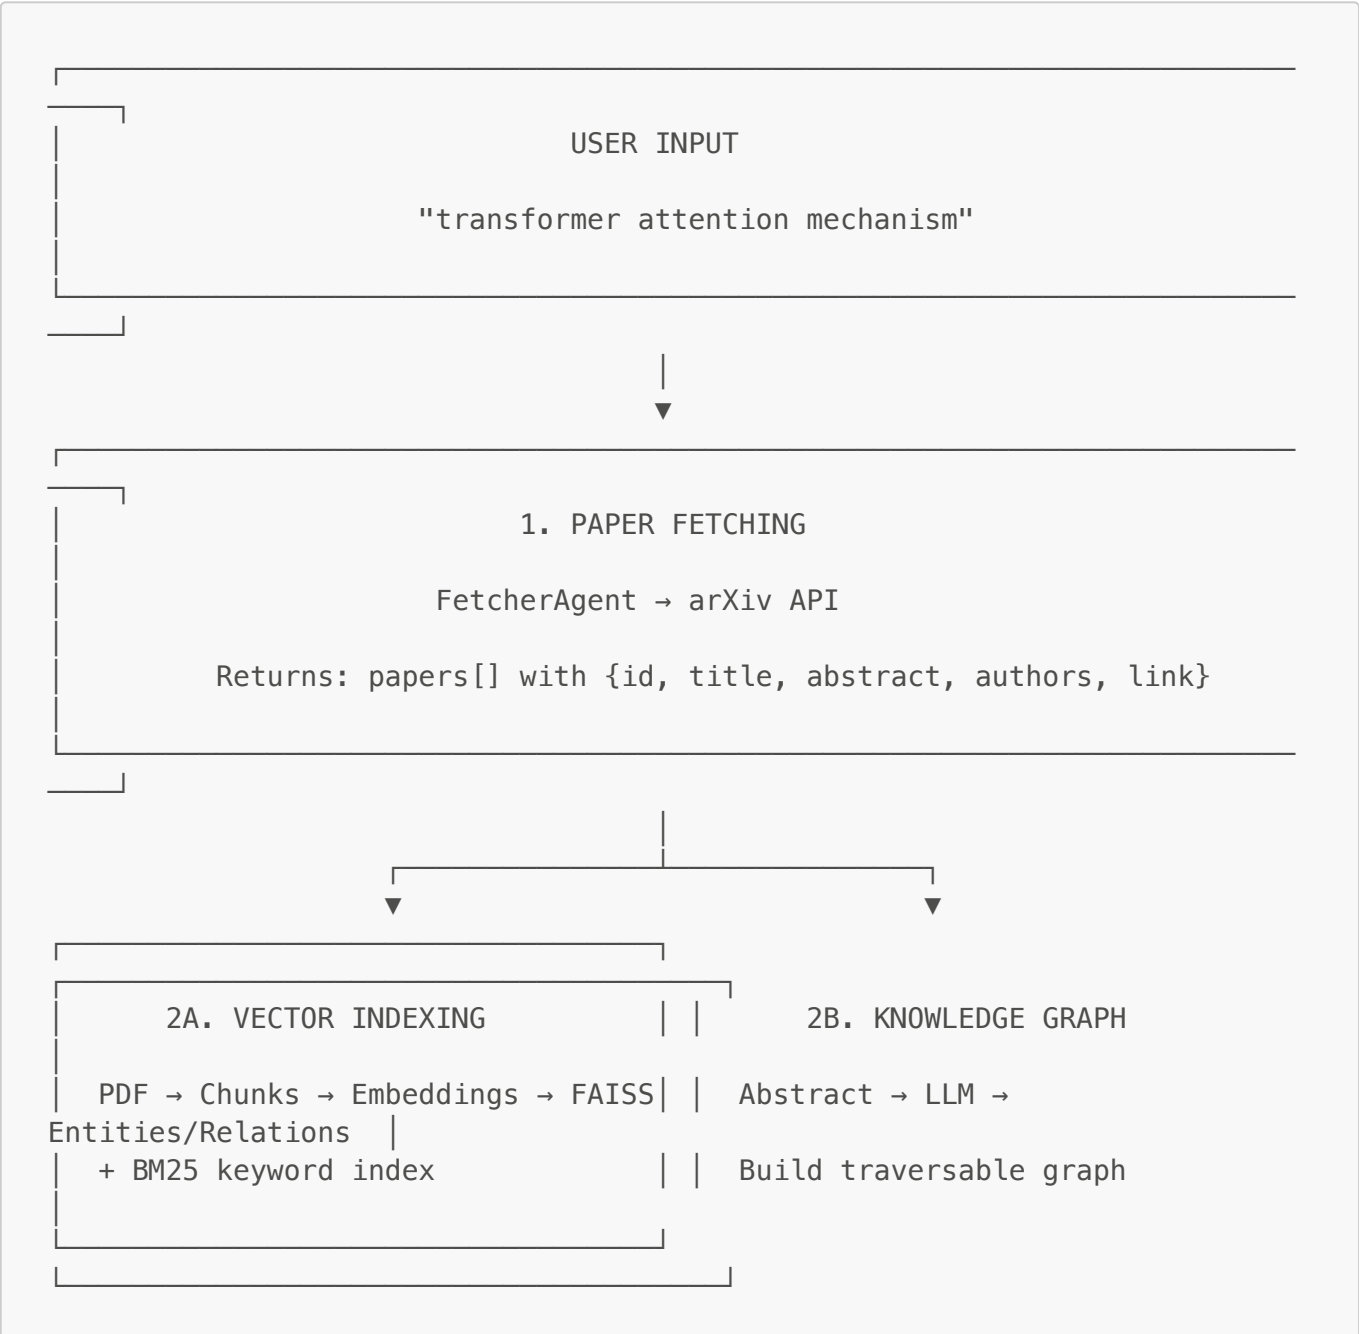 USER INPUT
"transformer attention mechanism"
▼
1. PAPER FETCHING
FetcherAgent → arXiv API
Returns: papers[] with {id, title, abstract, authors, link}
▼ ▼
2A. VECTOR INDEXING │ │ 2B. KNOWLEDGE GRAPH
│ PDF → Chunks → Embeddings → FAISS│ │ Abstract → LLM →
Entities/Relations │
│ + BM25 keyword index │ │ Build traversable graph